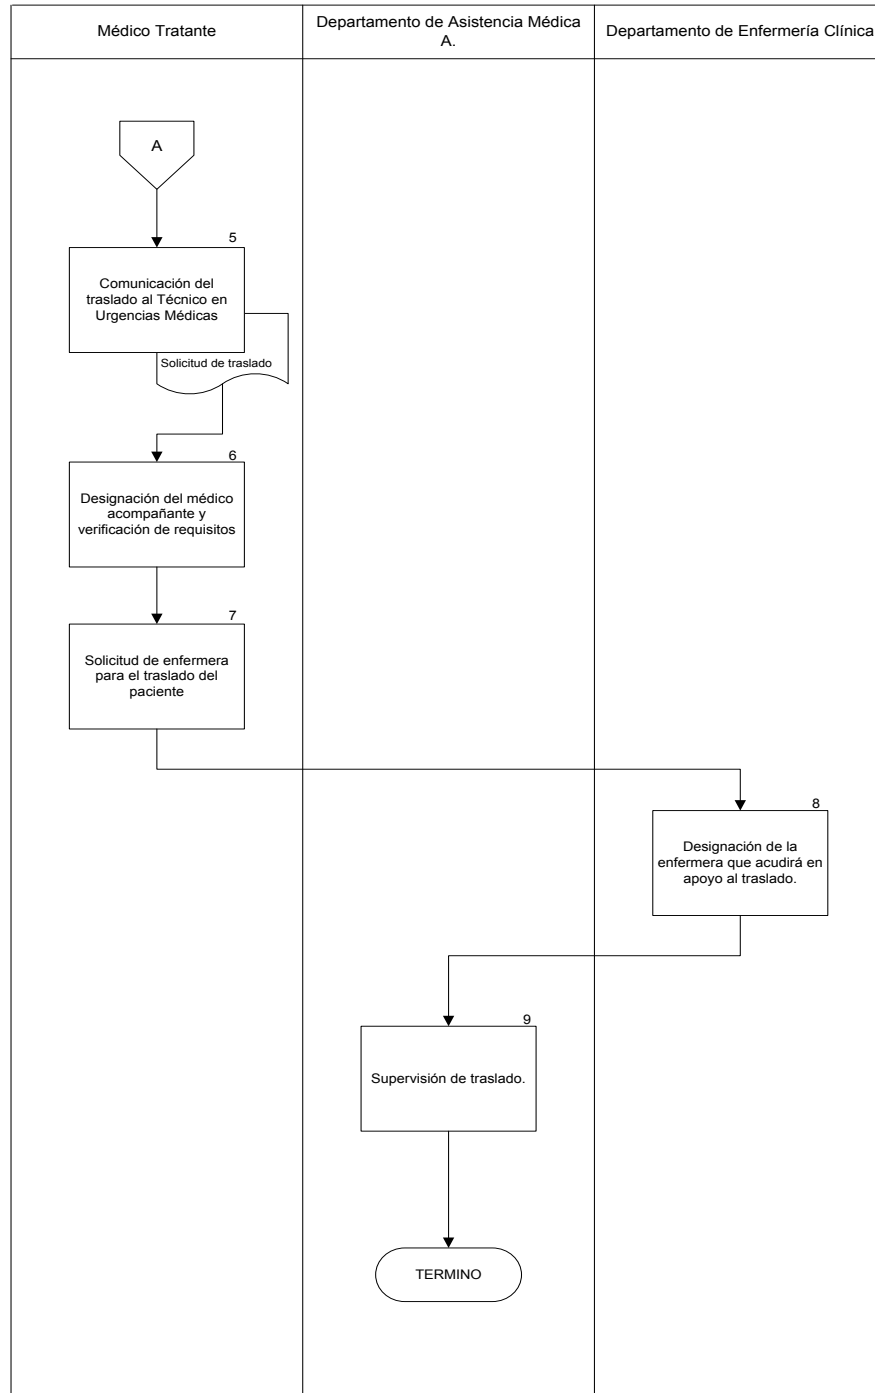 Médico Tratante
Departamento de Asistencia Médica
A.
Departamento de Enfermería Clínica
A
5
Comunicación del
traslado al Técnico en
Urgencias Médicas
Solicitud de traslado
6
Designación del médico
acompañante y
verificación de requisitos
7
Solicitud de enfermera
para el traslado del
paciente
8
Designación de la
enfermera que acudirá en
apoyo al traslado.
9
Supervisión de traslado.
TERMINO